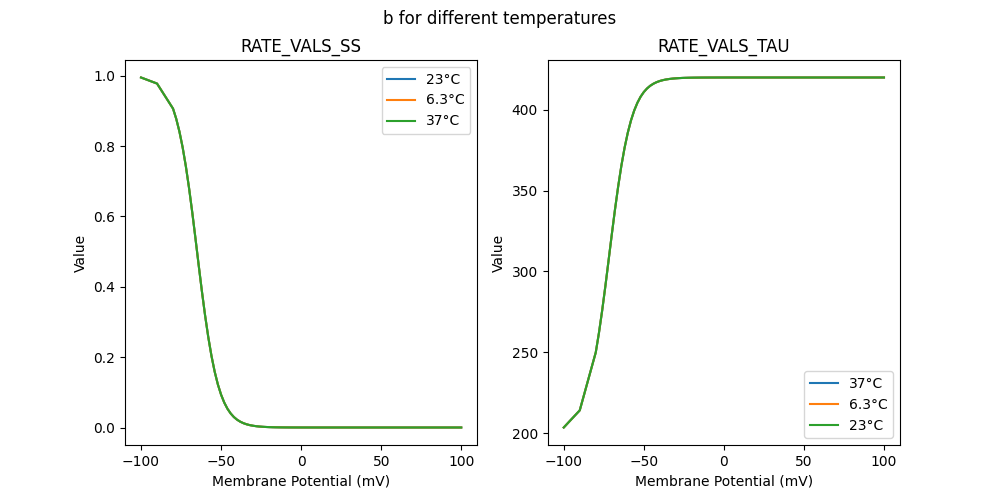 b for different temperatures
RATE_VALS_SS
1.0
0.8
0.6
0.4
0.2
0.0
Value
−100
−50
0
50
100
Membrane Potential (mV)
23°C
6.3°C
37°C
RATE_VALS_TAU
400
350
300
250
200
Value
−100
−50
0
50
100
Membrane Potential (mV)
37°C
6.3°C
23°C